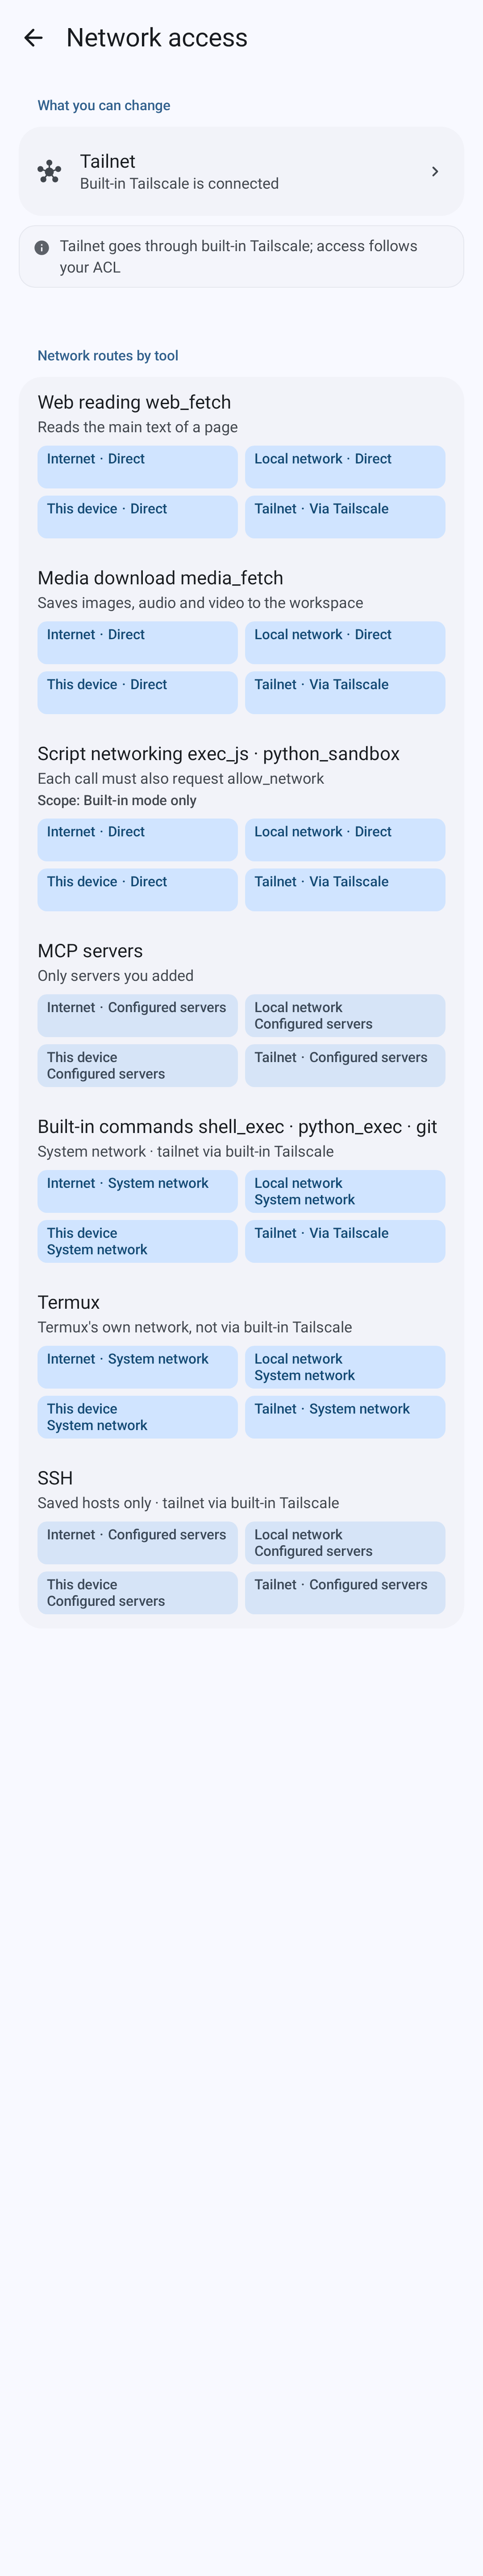 Network access
What you can change
Tailnet
Built-in Tailscale is connected
Tailnet goes through built-in Tailscale; access follows
your ACL
Network routes by tool
Web reading web_fetch
Reads the main text of a page
Internet · Direct
Local network · Direct
This device · Direct
Tailnet · Via Tailscale
Media download media_fetch
Saves images, audio and video to the workspace
Internet · Direct
Local network · Direct
This device · Direct
Tailnet · Via Tailscale
Script networking exec_js · python_sandbox
Each call must also request allow_network
Scope: Built-in mode only
Internet · Direct
Local network · Direct
This device · Direct
Tailnet · Via Tailscale
MCP servers
Only servers you added
Internet · Configured servers
Local network
Configured servers
This device
Configured servers
Tailnet · Configured servers
Built-in commands shell_exec · python_exec · git
System network · tailnet via built-in Tailscale
Internet · System network
Local network
System network
This device
System network
Tailnet · Via Tailscale
Termux
Termux's own network, not via built-in Tailscale
Internet · System network
Local network
System network
This device
System network
Tailnet · System network
SSH
Saved hosts only · tailnet via built-in Tailscale
Internet · Configured servers
Local network
Configured servers
This device
Configured servers
Tailnet · Configured servers